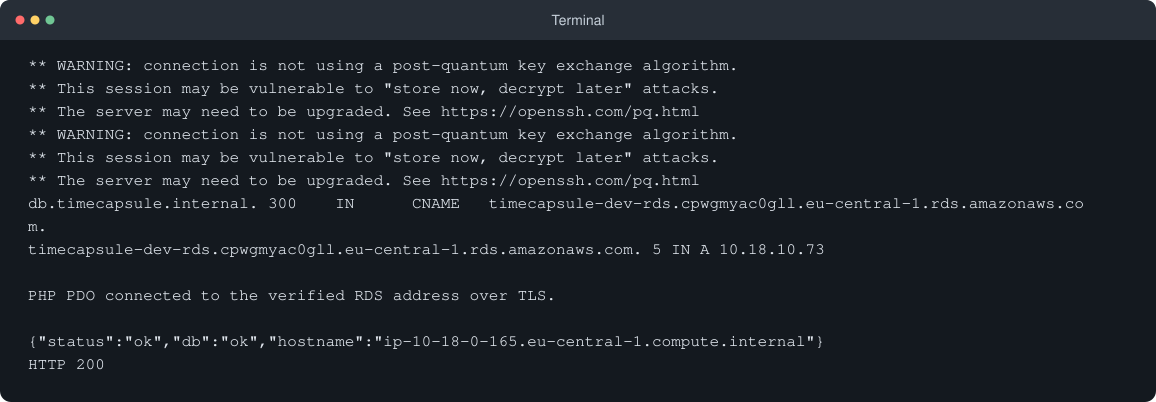 Terminal
** WARNING: connection is not using a post-quantum key exchange algorithm.
** This session may be vulnerable to "store now, decrypt later" attacks.
** The server may need to be upgraded. See https://openssh.com/pq.html
** WARNING: connection is not using a post-quantum key exchange algorithm.
** This session may be vulnerable to "store now, decrypt later" attacks.
** The server may need to be upgraded. See https://openssh.com/pq.html
db.timecapsule.internal. 300    IN      CNAME   timecapsule-dev-rds.cpwgmyac0gll.eu-central-1.rds.amazonaws.co
m.
timecapsule-dev-rds.cpwgmyac0gll.eu-central-1.rds.amazonaws.com. 5 IN A 10.18.10.73
PHP PDO connected to the verified RDS address over TLS.
{"status":"ok","db":"ok","hostname":"ip-10-18-0-165.eu-central-1.compute.internal"}
HTTP 200